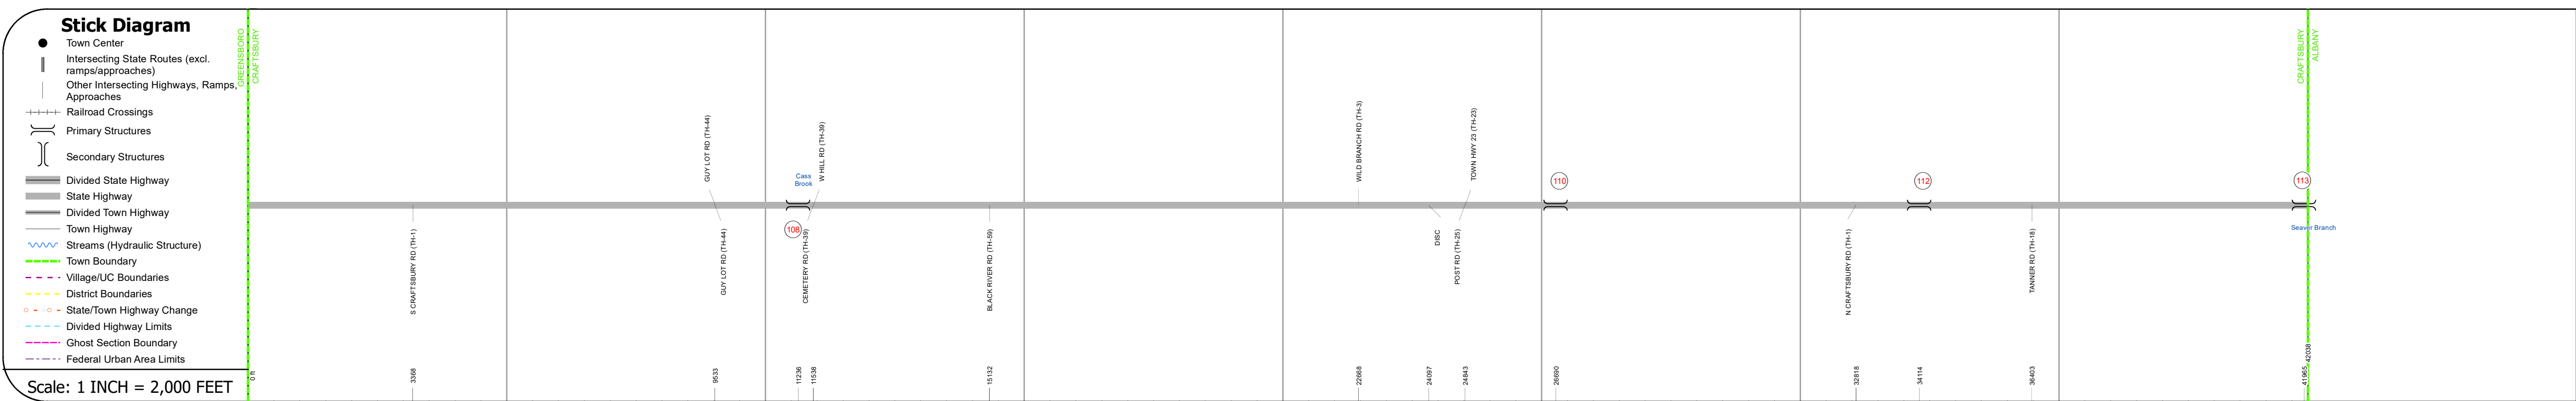 Stick Diagram
Town Center
Intersecting State Routes (excl.
ramps/approaches)
Other Intersecting Highways, Ramps,
Approaches
Railroad Crossings
Primary Structures
Secondary Structures
Divided State Highway
State Highway
Divided Town Highway
Town Highway
Streams (Hydraulic Structure)
Town Boundary
Village/UC Boundaries
District Boundaries
State/Town Highway Change
Divided Highway Limits
Ghost Section Boundary
Federal Urban Area Limits
Scale: 1 INCH = 2,000 FEET
GREENSBORO
CRAFTSBURY
CRAFTSBURY
ALBANY
GUY LOT RD (TH-44)
Cass
Brook
W HILL RD (TH-39)
WILD BRANCH RD (TH-3)
TOWN HWY 23 (TH-23)
110
112
113
108
S CRAFTSBURY RD (TH-1)
GUY LOT RD (TH-44)
CEMETERY RD (TH-39)
BLACK RIVER RD (TH-59)
DISC
POST RD (TH-25)
N CRAFTSBURY RD (TH-1)
TANNER RD (TH-18)
Seaver Branch
0 ft
3368
9533
11236
11538
15132
22668
24097
24843
26690
32818
34114
36403
41965
42038